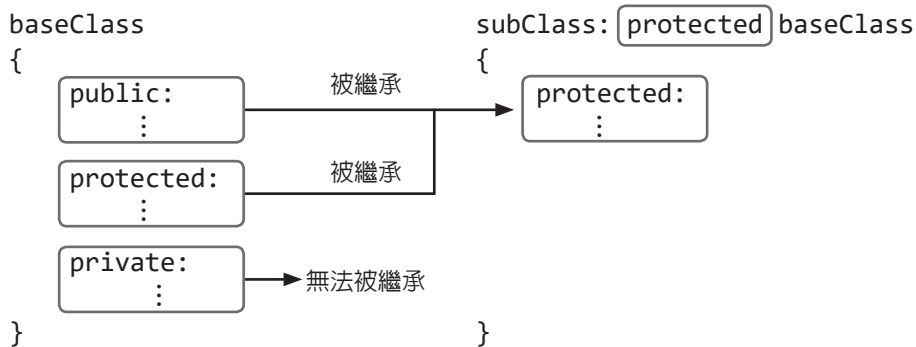 baseClass
{
public:
⋮
被繼承
protected:
⋮
被繼承
private:
⋮
無法被繼承
}
subClass: protected baseClass
{
protected:
⋮
}